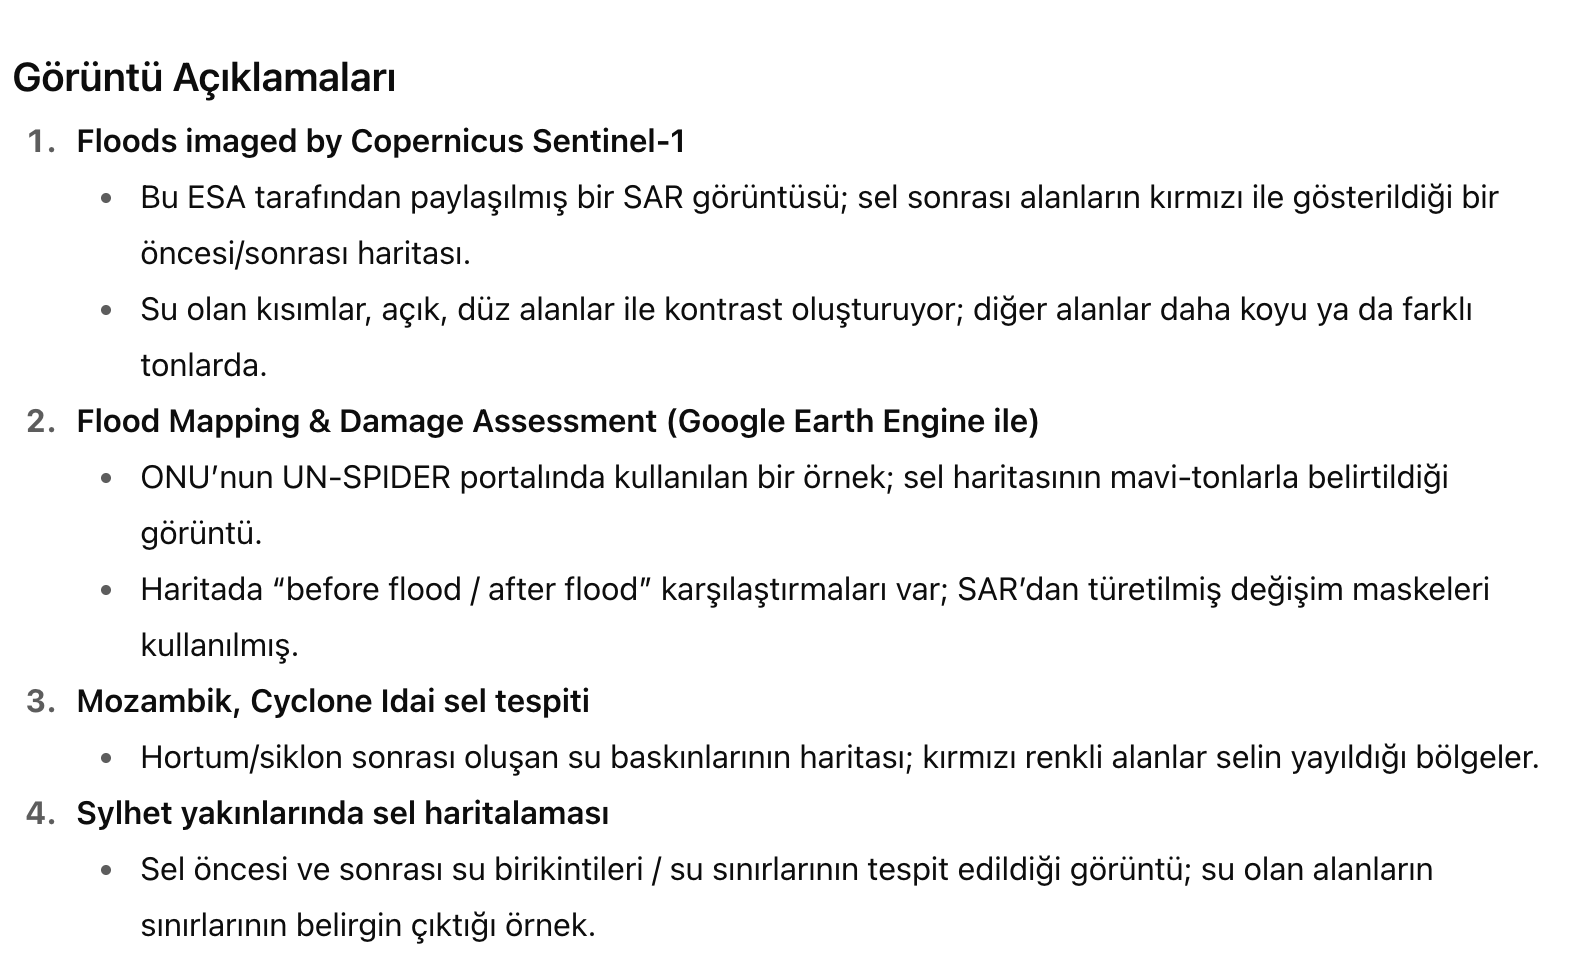 Görüntü Açıklamaları
1. Floods imaged by Copernicus Sentinel-1
• Bu ESA tarafından paylaşılmış bir SAR görüntüsü; sel sonrası alanların kırmızı ile gösterildiği bir
öncesi/sonrası haritası.
• Su olan kısımlar, açık, düz alanlar ile kontrast oluşturuyor; diğer alanlar daha koyu ya da farklı
tonlarda.
2. Flood Mapping & Damage Assessment (Google Earth Engine ile)
• ONU’nun UN-SPIDER portalında kullanılan bir örnek; sel haritasının mavi-tonlarla belirtildiği
görüntü.
• Haritada “before flood / after flood” karşılaştırmaları var; SAR’dan türetilmiş değişim maskeleri
kullanılmış.
3. Mozambik, Cyclone Idai sel tespiti
• Hortum/siklon sonrası oluşan su baskınlarının haritası; kırmızı renkli alanlar selin yayıldığı bölgeler.
4. Sylhet yakınlarında sel haritalaması
• Sel öncesi ve sonrası su birikintileri / su sınırlarının tespit edildiği görüntü; su olan alanların
sınırlarının belirgin çıktığı örnek.